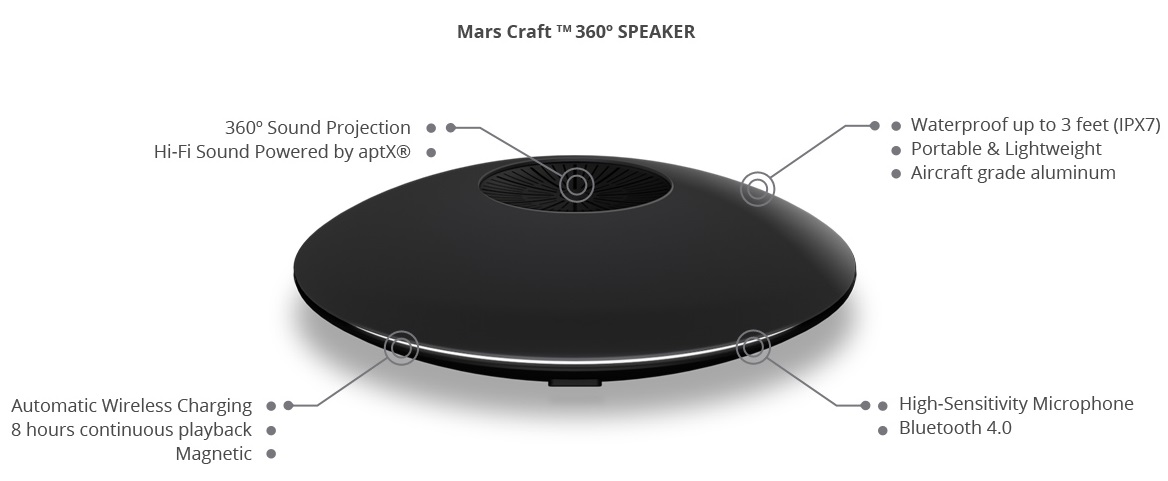 Mars Craft ™ 360º SPEAKER
360º Sound Projection
Hi-Fi Sound Powered by aptX®
Waterproof up to 3 feet (IPX7)
Portable & Lightweight
Aircraft grade aluminum
Automatic Wireless Charging
8 hours continuous playback
Magnetic
High-Sensitivity Microphone
Bluetooth 4.0